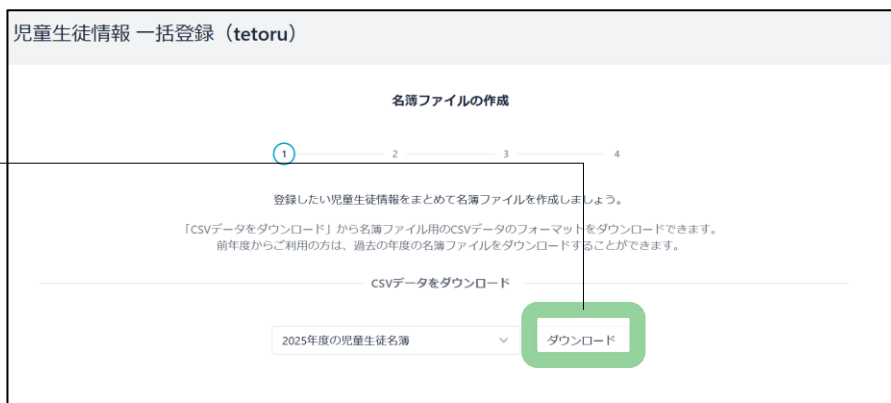 児童生徒情報 一括登録（tetoru）
名簿ファイルの作成
1 2 3 4
登録したい児童生徒情報をまとめて名簿ファイルを作成しましょう。
「CSVデータをダウンロード」から名簿ファイル用のCSVデータのフォーマットをダウンロードできます。
前年度からご利用の方は、過去の年度の名簿ファイルをダウンロードすることができます。
CSVデータをダウンロード
2025年度の児童生徒名簿 ダウンロード